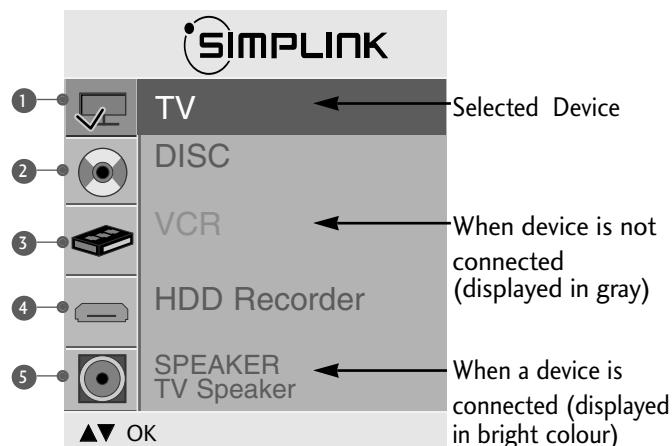 SIMPLINK
1 TV Selected Device
2 DISC
3 VCR When device is not
connected
(displayed in gray)
4 HDD Recorder
5 SPEAKER
TV Speaker
When a device is
connected (displayed
in bright colour)
▲▼ OK